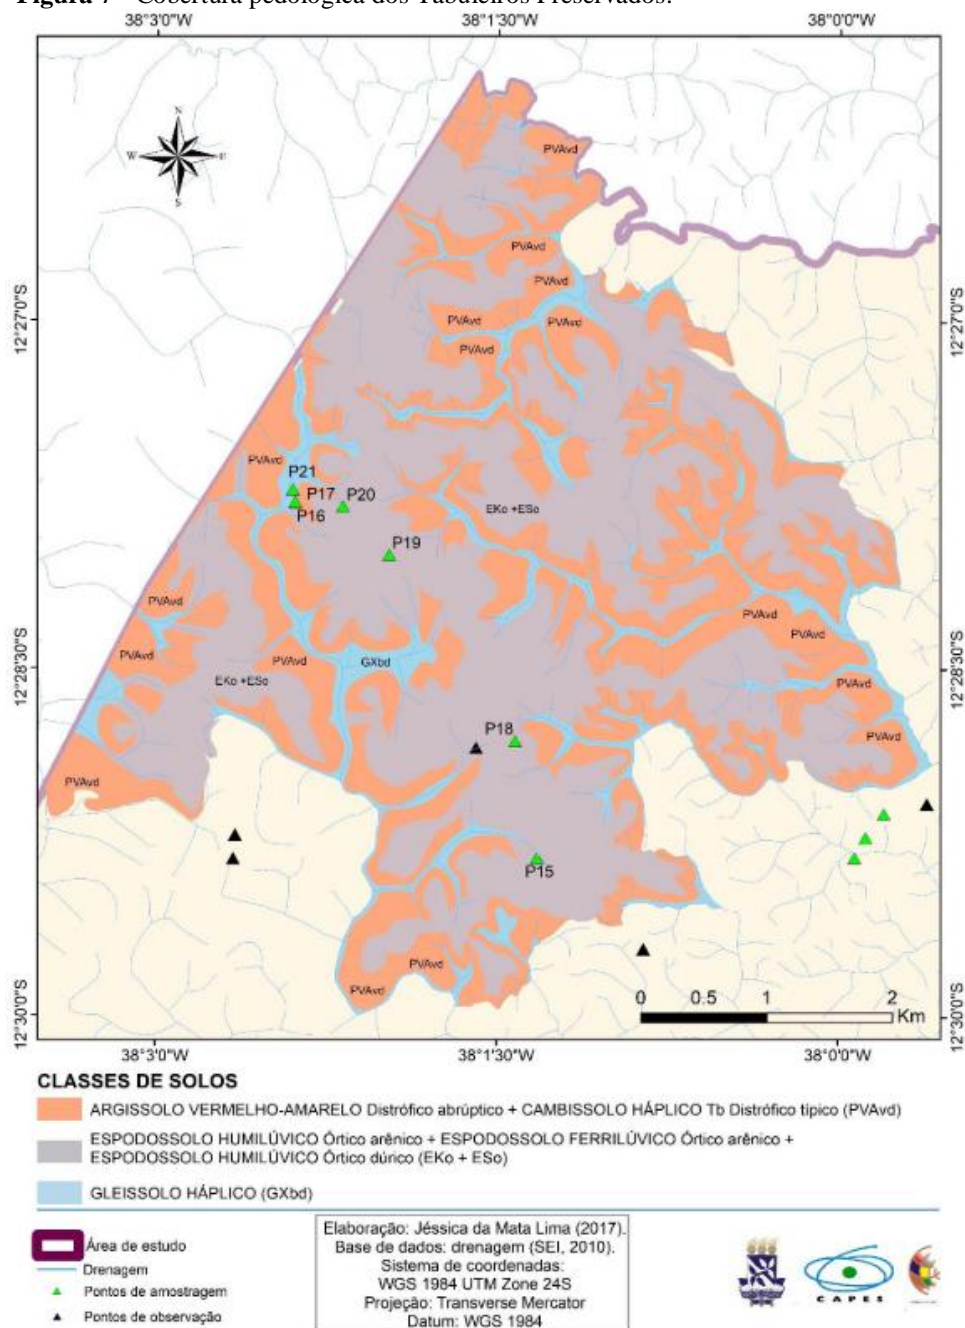 Figura 7 - Cobertura pedológica dos Tabuleiros Preservados.
38°3'0"W 38°1'30"W 38°0'0"W
N
W E
S
PVAvd
PVAvd
PVAvd
12°27'0"S
12°27'0"S
PVAvd
PVAvd
PVAvd
PVAvd
P21
P17 P20
P16
EKo +ESo
P19
PVAvd
PVAvd
PVAvd
PVAvd
PVAvd
GXbd
12°28'30"S
12°28'30"S
EKo +ESo
PVAvd
P18
PVAvd
PVAvd
P15
PVAvd
PVAvd
0 0.5 1 2
Km
12°30'0"S
12°30'0"S
38°3'0"W 38°1'30"W 38°0'0"W
CLASSES DE SOLOS
ARGISSOLO VERMELHO-AMARELO Distrófico abrúptico + CAMBISSOLO HÁPLICO Tb Distrófico típico (PVAvd)
ESPODOSSOLO HUMILÚVICO Órtico arênico + ESPODOSSOLO FERRILÚVICO Órtico arênico +
ESPODOSSOLO HUMILÚVICO Órtico dúrico (EKo + ESo)
GLEISSOLO HÁPLICO (GXbd)
Área de estudo
Drenagem
Pontos de amostragem
Pontos de observação
Elaboração: Jéssica da Mata Lima (2017).
Base de dados: drenagem (SEI, 2010).
Sistema de coordenadas:
WGS 1984 UTM Zone 24S
Projeção: Transverse Mercator
Datum: WGS 1984
CAPES